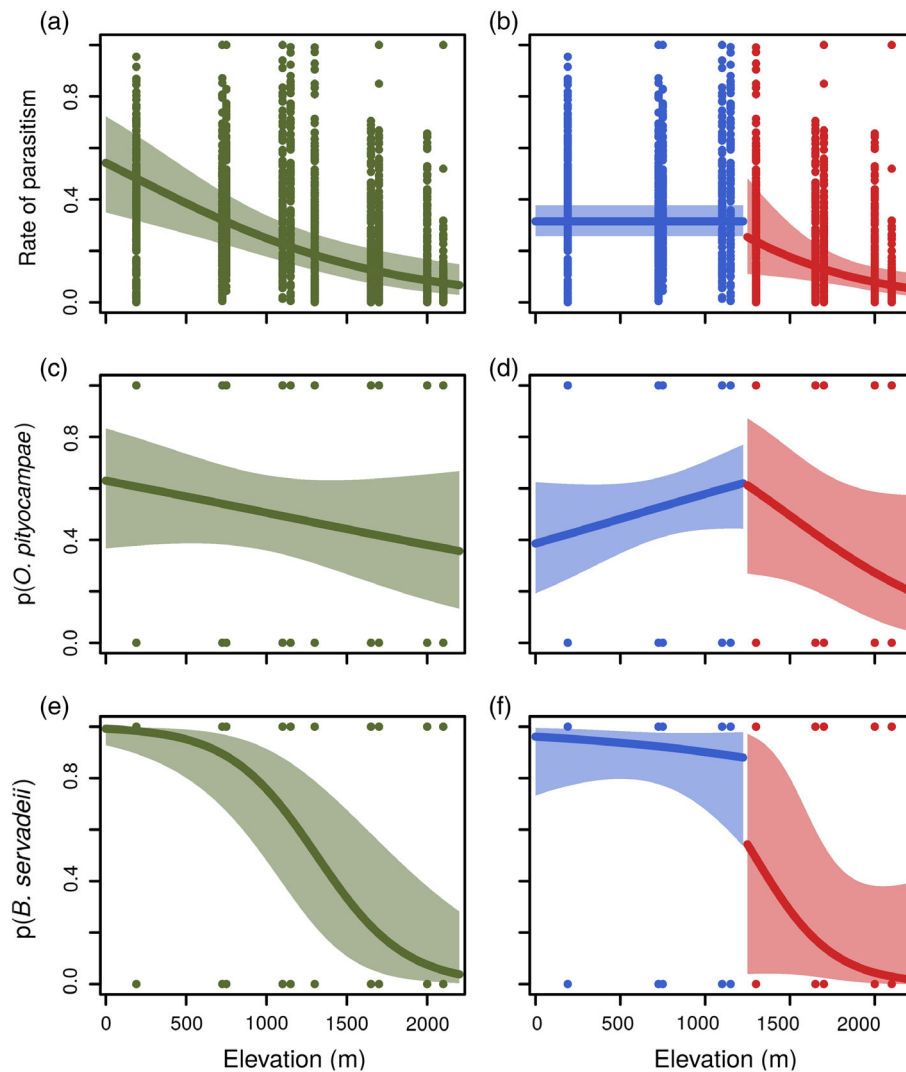 (a)
(b)
Rate of parasitism
0.8
0.4
0.0
(c)
(d)
p(O. pityocampae)
0.8
0.4
0.0
(e)
(f)
p(B. servadeii)
0.8
0.4
0.0
0 500 1000 1500 2000
0 500 1000 1500 2000
Elevation (m)
Elevation (m)